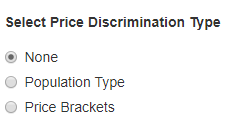 Select Price Discrimination Type
None
Population Type
Price Brackets